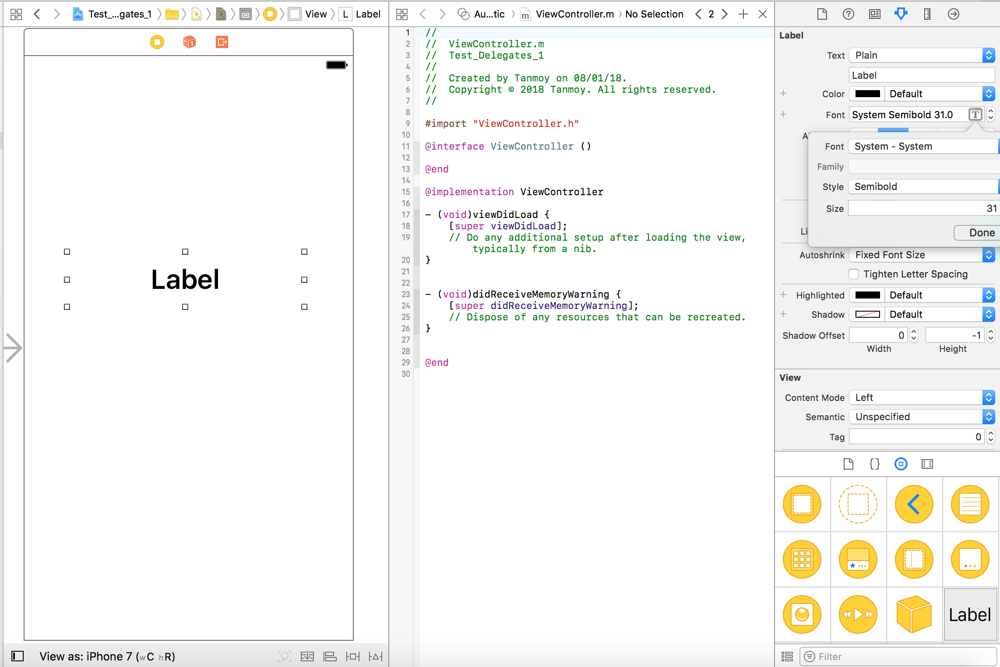 Test_...gates_1 View L Label
Au...tic m ViewController.m No Selection 2
1 //
2 //  ViewController.m
3 //  Test_Delegates_1
4 //
5 //  Created by Tanmoy on 08/01/18.
6 //  Copyright © 2018 Tanmoy. All rights reserved.
7 //
8
9 #import "ViewController.h"
10
11 @interface ViewController ()
12
13 @end
14
15 @implementation ViewController
16
17 - (void)viewDidLoad {
18     [super viewDidLoad];
19     // Do any additional setup after loading the view,
typically from a nib.
20 }
21
22
23 - (void)didReceiveMemoryWarning {
24     [super didReceiveMemoryWarning];
25     // Dispose of any resources that can be recreated.
26 }
27
28
29 @end
30
Label
View as: iPhone 7 (wC hR)
Label
Text Plain
Label
Color Default
Font System Semibold 31.0 T
A
Font System - System
Family
Style Semibold
Size 31
Li Done
Autoshrink Fixed Font Size
Tighten Letter Spacing
Highlighted Default
Shadow Default
Shadow Offset 0 -1
Width Height
View
Content Mode Left
Semantic Unspecified
Tag 0
{}
Label
Filter